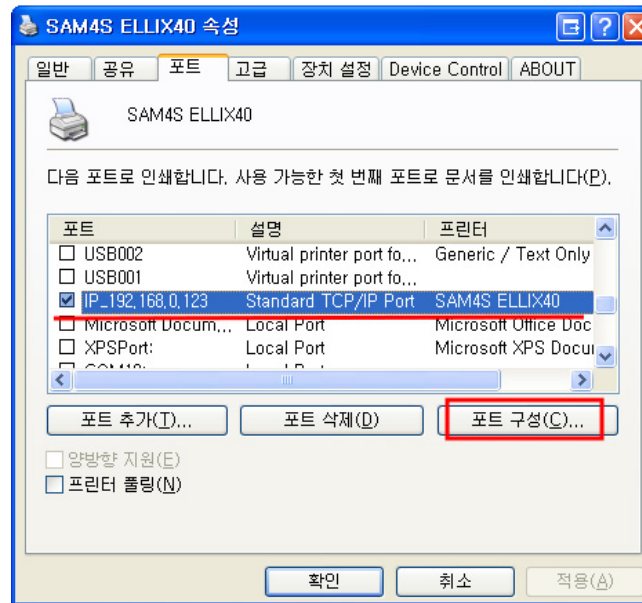 SAM4S ELLIX40 속성
일반 공유 포트 고급 장치 설정 Device Control ABOUT
SAM4S ELLIX40
다음 포트로 인쇄합니다. 사용 가능한 첫 번째 포트로 문서를 인쇄합니다(P).
포트 설명 프린터
USB002 Virtual printer port fo... Generic / Text Only
USB001 Virtual printer port fo...
IP_192,168,0,123 Standard TCP/IP Port SAM4S ELLIX40
Microsoft Docum... Local Port Microsoft Office Doc
XPSPort: Local Port Microsoft XPS Docu
포트 추가(T)... 포트 삭제(D) 포트 구성(C)...
양방향 지원(E)
프린터 풀링(N)
확인 취소 적용(A)